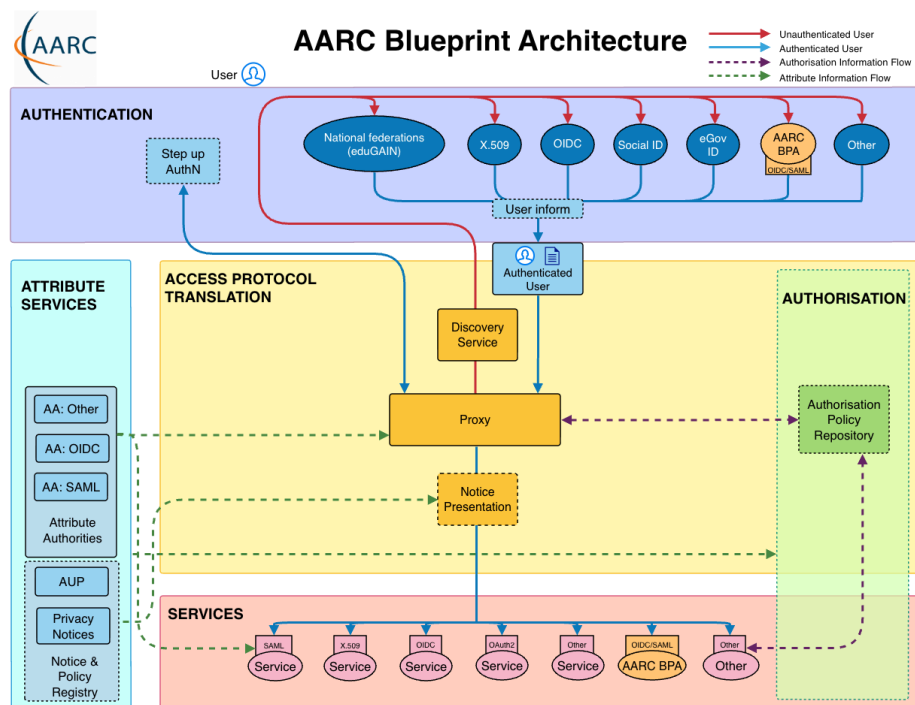 AARC
AARC Blueprint Architecture
Unauthenticated User
Authenticated User
Authorisation Information Flow
Attribute Information Flow
User
AUTHENTICATION
Step up
AuthN
National federations
(eduGAIN)
X.509
OIDC
Social ID
eGov
ID
AARC
BPA
OIDC/SAML
Other
User inform
Authenticated
User
ATTRIBUTE
SERVICES
ACCESS PROTOCOL
TRANSLATION
AUTHORISATION
Discovery
Service
AA: Other
AA: OIDC
AA: SAML
Attribute
Authorities
Proxy
Authorisation
Policy
Repository
Notice
Presentation
AUP
Privacy
Notices
Notice &
Policy
Registry
SERVICES
SAML
Service
X.509
Service
OIDC
Service
OAuth2
Service
Other
Service
OIDC/SAML
AARC BPA
Other
Other